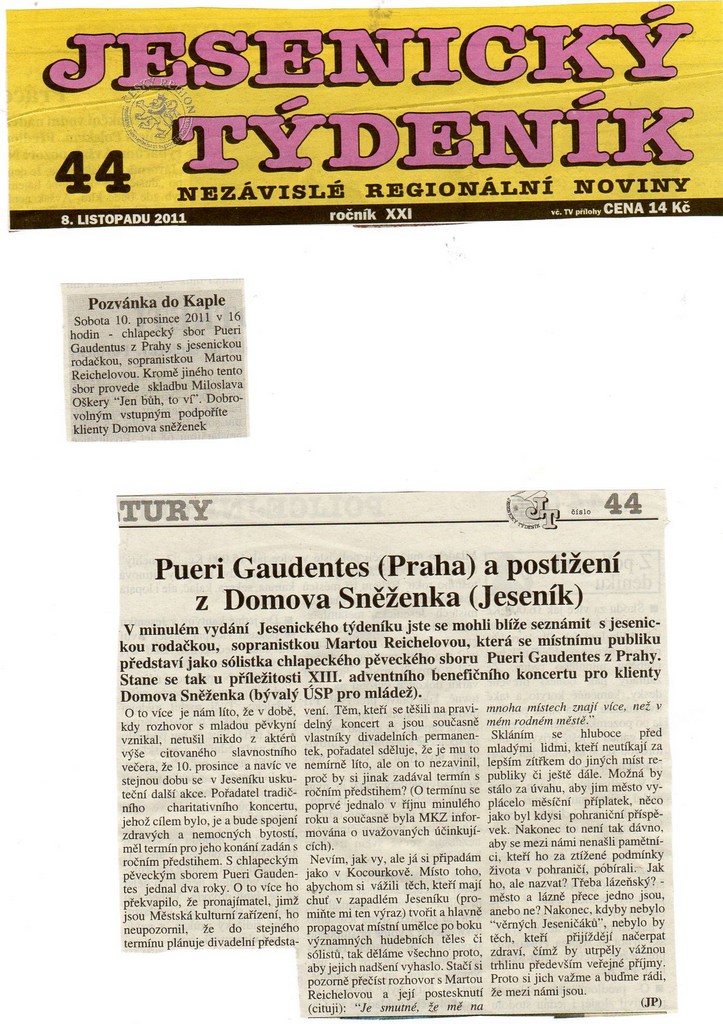 JESENICKÝ
TÝDENÍK
44
NEZÁVISLÉ REGIONÁLNÍ NOVINY
8. LISTOPADU 2011
ročník XXI
vč. TV přílohy CENA 14 Kč
Pozvánka do Kaple
Sobota 10. prosince 2011 v 16
hodin - chlapecký sbor Pueri
Gaudentus z Prahy s jesenickou
rodačkou, sopranistkou Martou
Reichelovou. Kromě jiného tento
sbor provede skladbu Miloslava
Oškery “Jen bůh, to ví”. Dobro-
volným vstupným podpoříte
klienty Domova sněženek
TURY
JT
JESENICKÝ TÝDENÍK
číslo 44
Pueri Gaudentes (Praha) a postižení
z Domova Sněženka (Jeseník)
V minulém vydání Jesenického týdeníku jste se mohli blíže seznámit s jesenic-
kou rodačkou, sopranistkou Martou Reichelovou, která se místnímu publiku
představí jako sólistka chlapeckého pěveckého sboru Pueri Gaudentes z Prahy.
Stane se tak u příležitosti XIII. adventního benefičního koncertu pro klienty
Domova Sněženka (bývalý ÚSP pro mládež).
O to více je nám líto, že v době,
kdy rozhovor s mladou pěvkyní
vznikal, netušil nikdo z aktérů
výše citovaného slavnostního
večera, že 10. prosince a navíc ve
stejnou dobu se v Jeseníku usku-
teční další akce. Pořadatel tradič-
ního charitativního koncertu,
jehož cílem bylo, je a bude spojení
zdravých a nemocných bytostí,
měl termín pro jeho konání zadán s
ročním předstihem. S chlapeckým
pěveckým sborem Pueri Gauden-
tes jednal dva roky. O to více ho
překvapilo, že pronajímatel, jimž
jsou Městská kulturní zařízení, ho
neupozornil, že do stejného
termínu plánuje divadelní předsta-
vení. Těm, kteří se těšili na pravi-
delný koncert a jsou současně
vlastníky divadelních permanen-
tek, pořadatel sděluje, že je mu to
nemírně líto, ale on to nezavinil,
proč by si jinak zadával termín s
ročním předstihem? (O termínu se
poprvé jednalo v říjnu minulého
roku a současně byla MKZ infor-
mována o uvažovaných účinkují-
cích).
Nevím, jak vy, ale já si připadám
jako v Kocourkově. Místo toho,
abychom si vážili těch, kteří mají
chuť v zapadlém Jeseníku (pro-
miňte mi ten výraz) tvořit a hlavně
propagovat místní umělce po boku
významných hudebních těles či
sólistů, tak děláme všechno proto,
aby jejich nadšení vyhaslo. Stačí si
pozorně přečíst rozhovor s Martou
Reichelovou a její postesknutí
(cituji): “Je smutné, že mě na
mnoha místech znají více, než v
mém rodném městě.”
Skláním se hluboce před
mladými lidmi, kteří neutíkají za
lepším zítřkem do jiných míst re-
publiky či ještě dále. Možná by
stálo za úvahu, aby jim město vy-
plácelo měsíční příplatek, něco
jako byl kdysi pohraniční příspě-
vek. Nakonec to není tak dávno,
aby se mezi námi nenašli pamětní-
ci, kteří ho za ztížené podmínky
života v pohraničí, pobírali. Jak
ho, ale nazvat? Třeba lázeňský? -
město a lázně přece jedno jsou,
anebo ne? Nakonec, kdyby nebylo
“věrných Jeseničáků”, nebylo by
těch, kteří přijíždějí načerpat
zdraví, čímž by utrpěly vážnou
trhlinu především veřejné příjmy.
Proto si jich važme a buďme rádi,
že mezi námi jsou.
(JP)